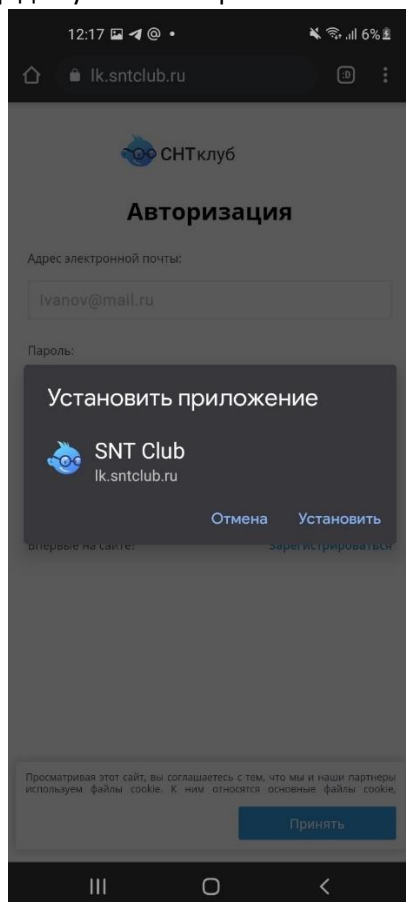 12:17 @ • 6%
lk.sntclub.ru :D
СНТклуб
Авторизация
Адрес электронной почты:
Ivanov@mail.ru
Пароль:
Установить приложение
SNT Club
lk.sntclub.ru
Отмена Установить
Впервые на сайте? Зарегистрироваться
Просматривая этот сайт, вы соглашаетесь с тем, что мы и наши партнеры
используем файлы cookie. К ним относятся основные файлы cookie,
Принять